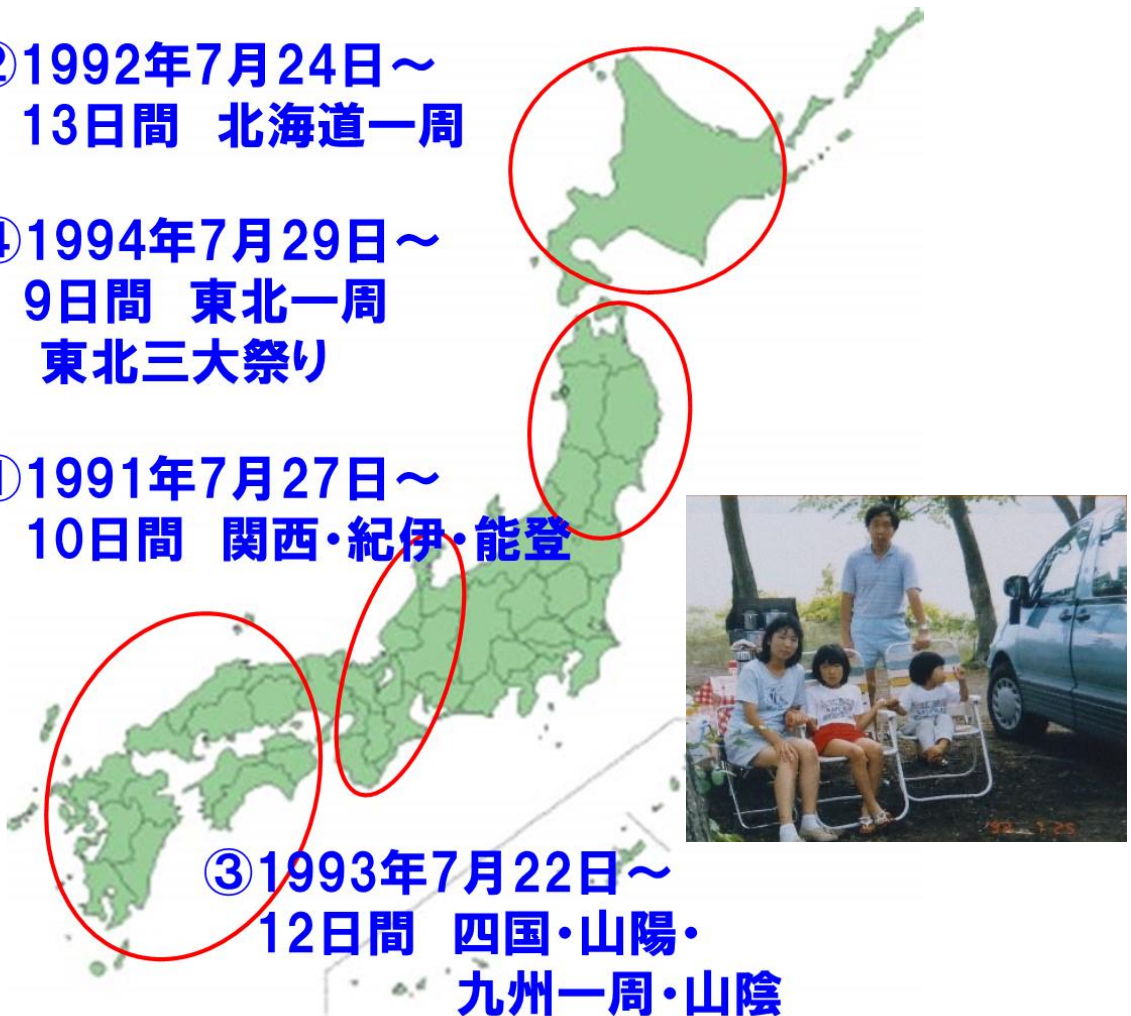 ②1992年7月24日～
13日間 北海道一周
④1994年7月29日～
9日間 東北一周
東北三大祭り
①1991年7月27日～
10日間 関西・紀伊・能登
③1993年7月22日～
12日間 四国・山陽・
九州一周・山陰
'92 7 25